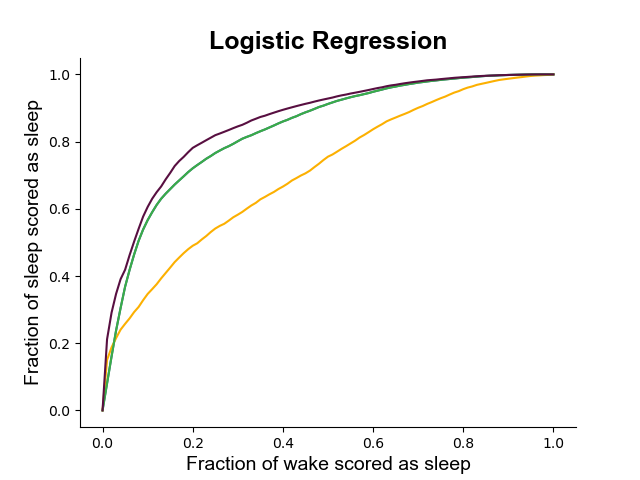 Logistic Regression
Fraction of sleep scored as sleep
1.0
0.8
0.6
0.4
0.2
0.0
0.0 0.2 0.4 0.6 0.8 1.0
Fraction of wake scored as sleep